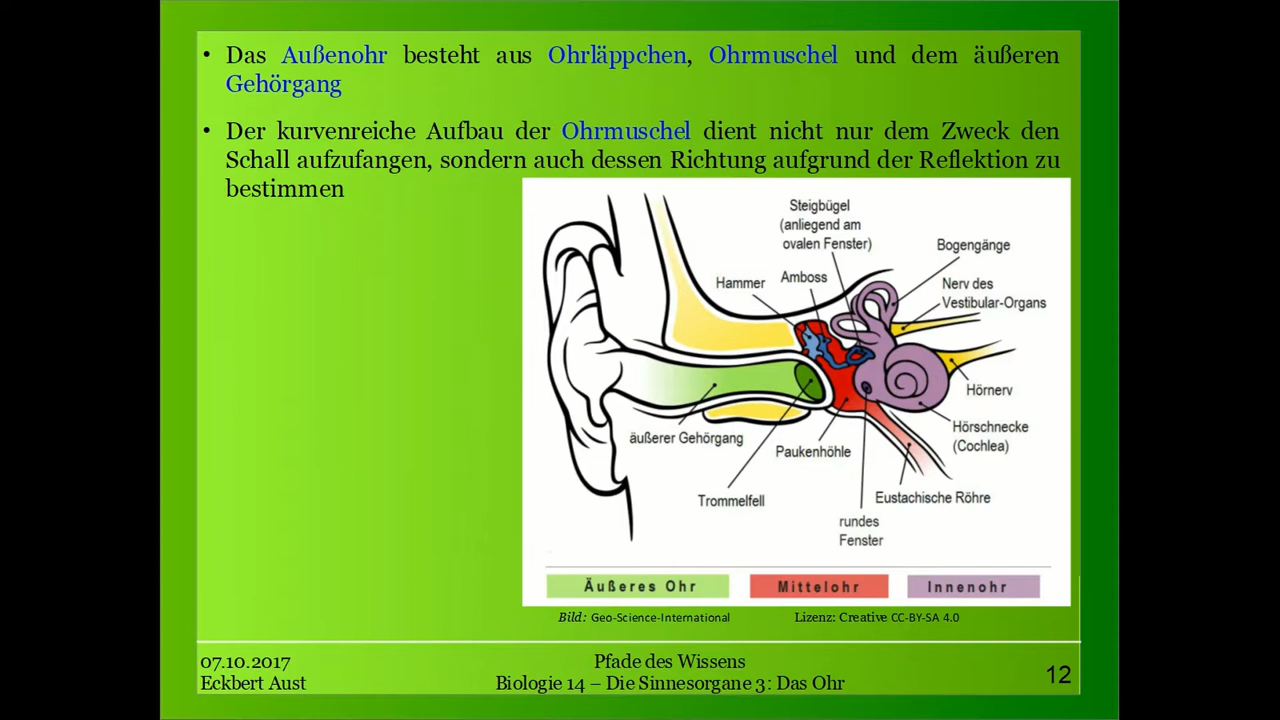 • Das Außenohr besteht aus Ohrläppchen, Ohrmuschel und dem äußeren
Gehörgang
• Der kurvenreiche Aufbau der Ohrmuschel dient nicht nur dem Zweck den
Schall aufzufangen, sondern auch dessen Richtung aufgrund der Reflektion zu
bestimmen
Steigbügel
(anliegend am
ovalen Fenster)
Bogengänge
Hammer
Amboss
Nerv des
Vestibular-Organs
Hörnerv
äußerer Gehörgang
Paukenhöhle
Hörschnecke
(Cochlea)
Trommelfell
Eustachische Röhre
rundes
Fenster
Äußeres Ohr
Mittelohr
Innenohr
Bild: Geo-Science-International
Lizenz: Creative CC-BY-SA 4.0
07.10.2017
Eckbert Aust
Pfade des Wissens
Biologie 14 – Die Sinnesorgane 3: Das Ohr
12